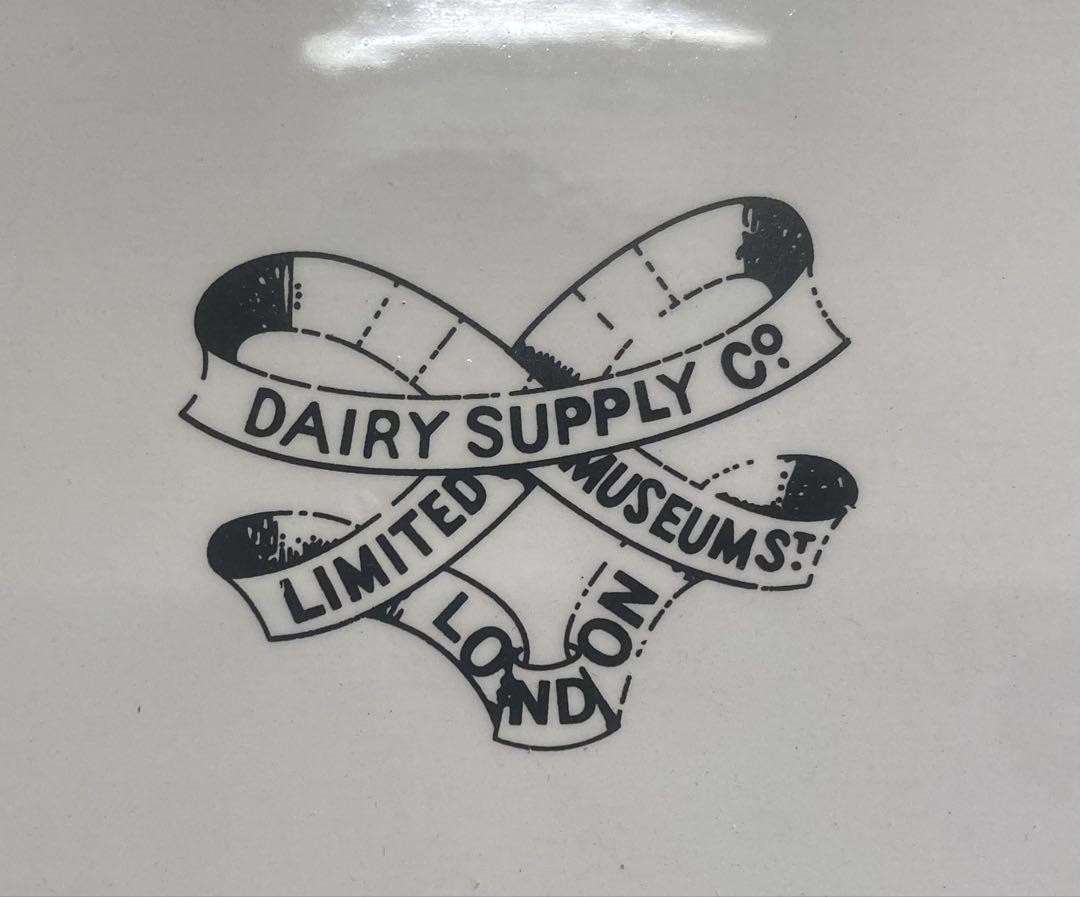 DAIRY SUPPLY Cº.
LIMITED
MUSEUM Sᵀ.
LONDON